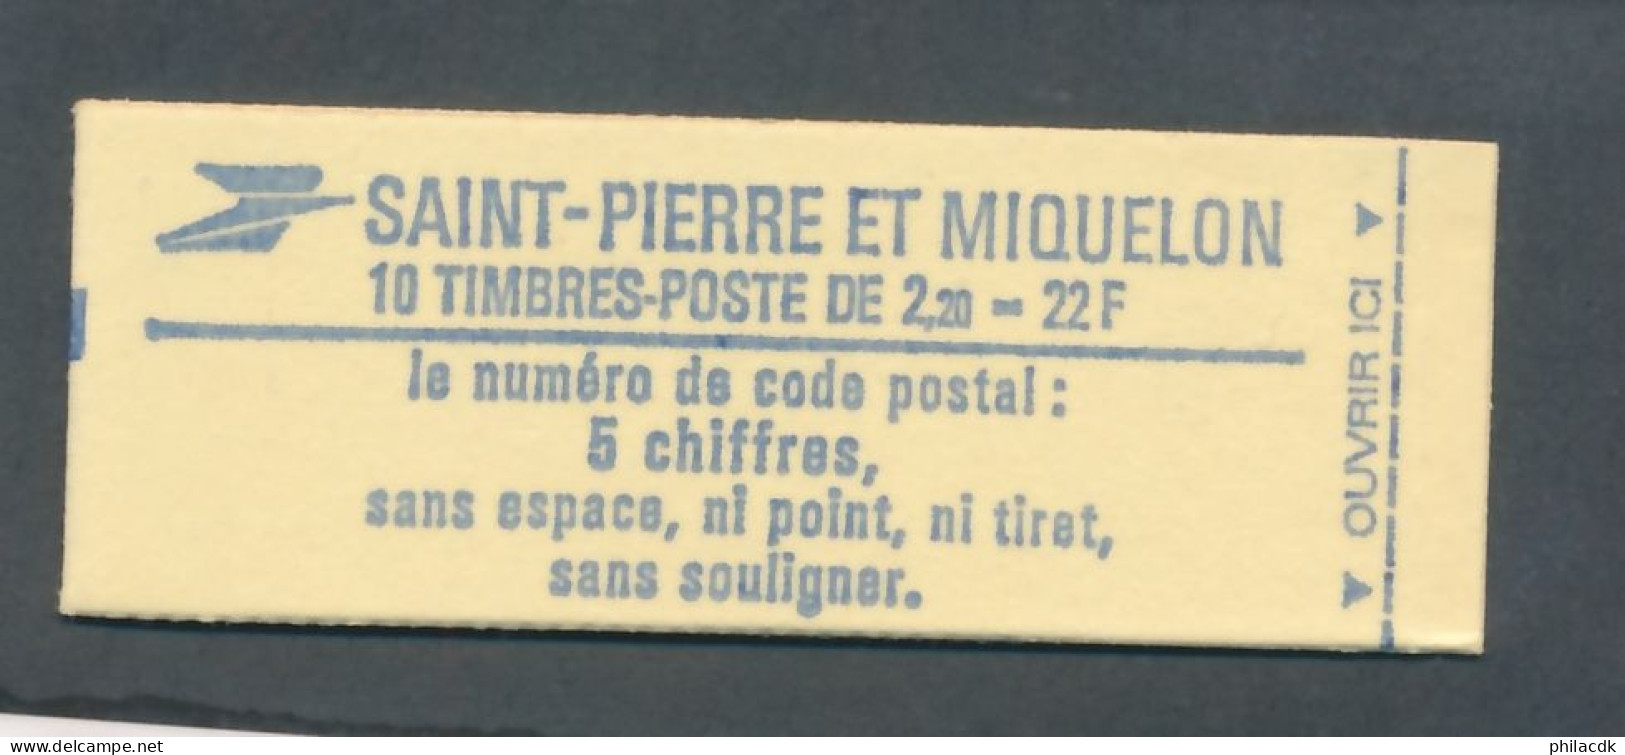 SAINT-PIERRE ET MIQUELON
10 TIMBRES-POSTE DE 2,20 - 22F
le numéro de code postal :
5 chiffres,
sans espace, ni point, ni tiret,
sans souligner.
OUVRIR ICI
www.delcampe.net
philacdk